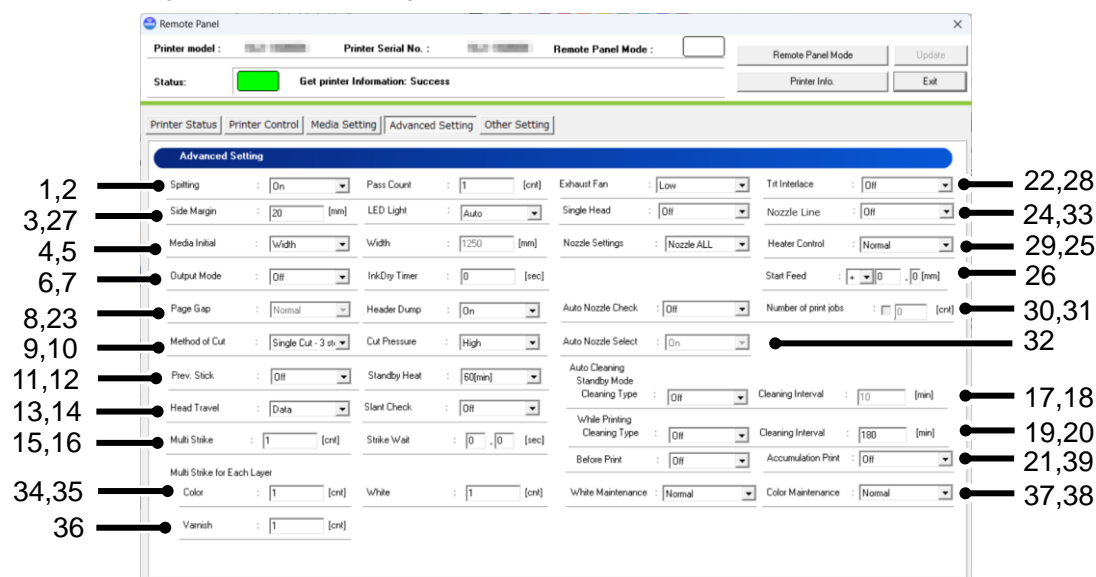 Remote Panel
Printer model : Printer Serial No. : Remote Panel Mode : Remote Panel Mode Update
Status: Get printer Information: Success Printer Info. Exit
Printer Status Printer Control Media Setting Advanced Setting Other Setting
Advanced Setting
1,2 Spitting : On Pass Count : 1 [cnt] Exhaust Fan : Low Trt Interlace : Off 22,28
3,27 Side Margin : 20 [mm] LED Light : Auto Single Head : Off Nozzle Line : Off 24,33
4,5 Media Initial : Width Width : 1250 [mm] Nozzle Settings : Nozzle ALL Heater Control : Normal 29,25
6,7 Output Mode : Off InkDry Timer : 0 [sec] Start Feed : + 0 . 0 [mm] 26
8,23 Page Gap : Normal Header Dump : On Auto Nozzle Check : Off Number of print jobs : 0 [cnt] 30,31
9,10 Method of Cut : Single Cut - 3 st Cut Pressure : High Auto Nozzle Select : On 32
11,12 Prev. Stick : Off Standby Heat : 60[min] Auto Cleaning
Standby Mode
13,14 Head Travel : Data Slant Check : Off Cleaning Type : Off Cleaning Interval : 10 [min] 17,18
While Printing
15,16 Multi Strike : 1 [cnt] Strike Wait : 0 . 0 [sec] Cleaning Type : Off Cleaning Interval : 180 [min] 19,20
Before Print : Off Accumulation Print : Off 21,39
Multi Strike for Each Layer
34,35 Color : 1 [cnt] White : 1 [cnt] White Maintenance : Normal Color Maintenance : Normal 37,38
36 Varnish : 1 [cnt]